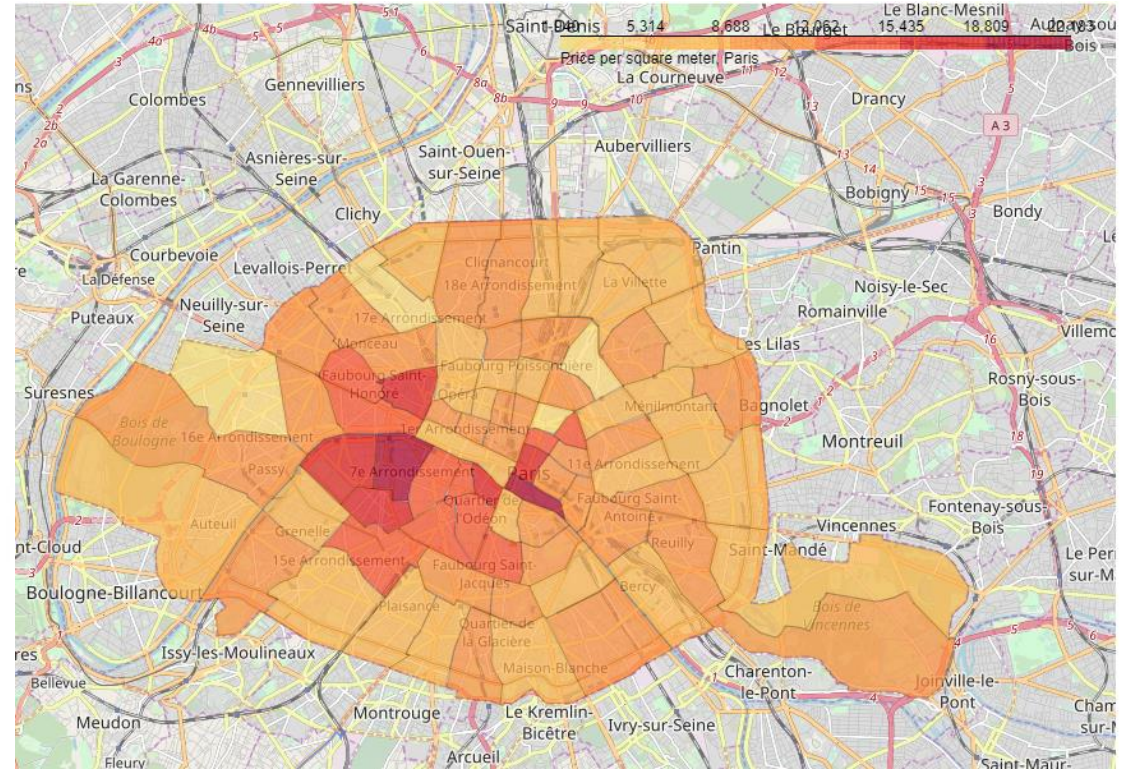 Le Blanc-Mesnil
Saint-Denis
5,314
8,688
12,062
15,435
18,809
22,183
Le Bourget
Bois
4a
4b
Price per square meter, Paris
La Courneuve
Gennevilliers
Colombes
Drancy
A 3
Aubervilliers
Asnières-sur-
Seine
Saint-Ouen-
sur-Seine
La Garenne-
Colombes
Bobigny
Clichy
Bondy
Courbevoie
Levallois-Perret
Pantin
Clignancourt
La Défense
18e Arrondissement
La Villette
Noisy-le-Sec
Neuilly-sur-
Seine
Puteaux
17e Arrondissement
Romainville
Monceau
Les Lilas
Faubourg Poissonnière
Faubourg Saint-
Honoré
Opéra
Suresnes
Rosny-sous-
Bois
Ménilmontant
Bagnolet
Bois de
Boulogne
16e Arrondissement
1er Arrondissement
Montreuil
Passy
7e Arrondissement
Paris
11e Arrondissement
Quartier de
l'Odéon
Faubourg Saint-
Antoine
Fontenay-sous-
Bois
Auteuil
Grenelle
Vincennes
Reuilly
Saint-Mandé
nt-Cloud
15e Arrondissement
Faubourg Saint-
Jacques
Bercy
Boulogne-Billancourt
Plaisance
Bois de
Vincennes
Quartier de
la Glacière
Issy-les-Moulineaux
Maison-Blanche
Bellevue
Charenton-
le-Pont
Joinville-le-
Pont
Montrouge
Le Kremlin-
Bicêtre
Ivry-sur-Seine
Meudon
Arcueil
Fleury
Saint-Maur-